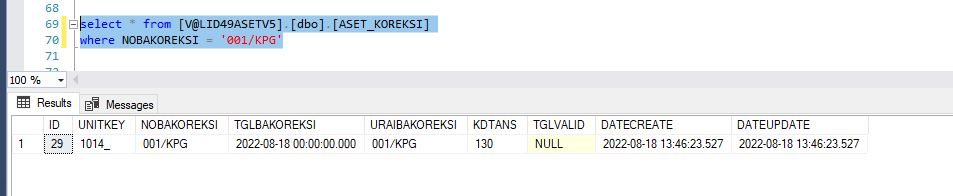 68
69 select * from [V@LID49ASETV5].[dbo].[ASET_KOREKSI]
70 where NOBAKOREKSI = '001/KPG'
71
100 %
Results Messages
ID UNITKEY NOBAKOREKSI TGLBAKOREKSI URAIBAKOREKSI KDTANS TGLVALID DATECREATE DATEUPDATE
1 29 1014_ 001/KPG 2022-08-18 00:00:00.000 001/KPG 130 NULL 2022-08-18 13:46:23.527 2022-08-18 13:46:23.527